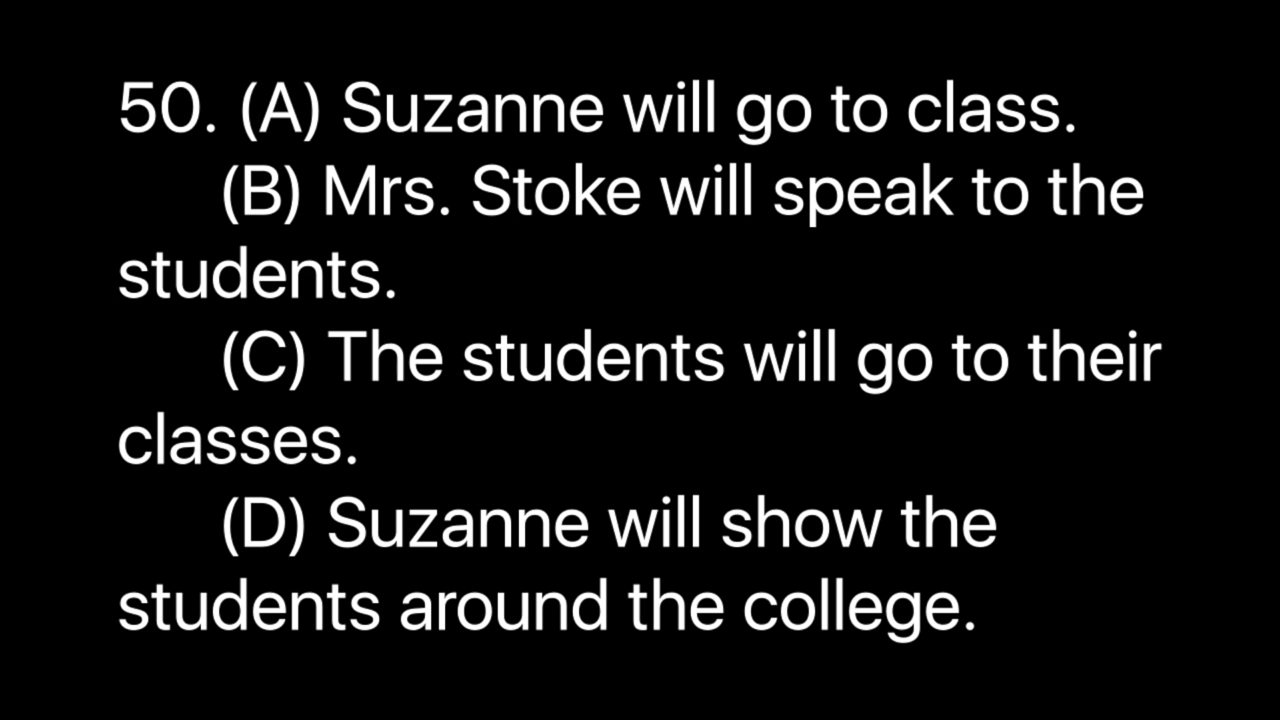 50. (A) Suzanne will go to class.
(B) Mrs. Stoke will speak to the
students.
(C) The students will go to their
classes.
(D) Suzanne will show the
students around the college.